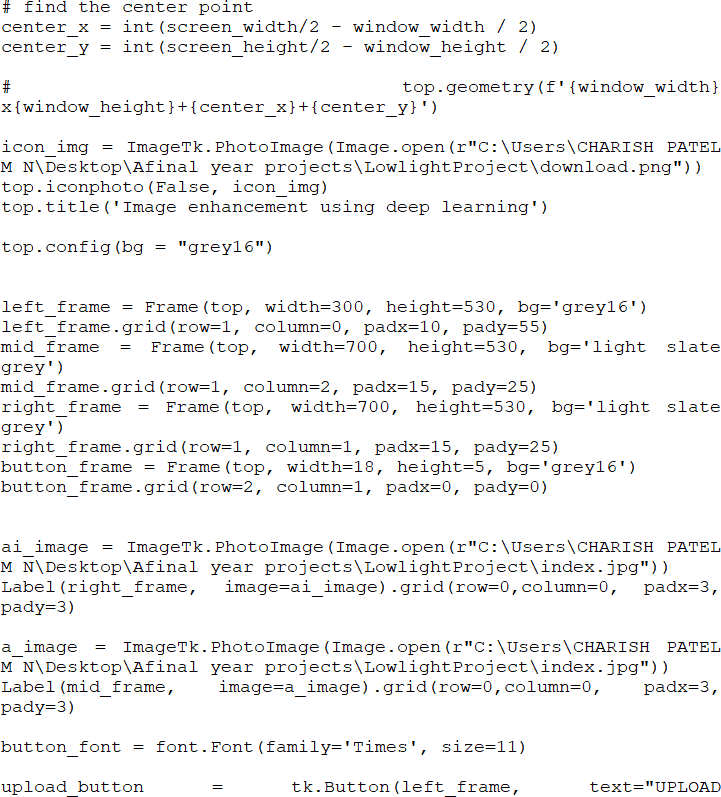 # find the center point
center_x = int(screen_width/2 - window_width / 2)
center_y = int(screen_height/2 - window_height / 2)
# top.geometry(f'{window_width}
x{window_height}+{center_x}+{center_y}')
icon_img = ImageTk.PhotoImage(Image.open(r"C:\Users\CHARISH PATEL
M N\Desktop\Afinal year projects\LowlightProject\download.png"))
top.iconphoto(False, icon_img)
top.title('Image enhancement using deep learning')
top.config(bg = "grey16")
left_frame = Frame(top, width=300, height=530, bg='grey16')
left_frame.grid(row=1, column=0, padx=10, pady=55)
mid_frame = Frame(top, width=700, height=530, bg='light slate
grey')
mid_frame.grid(row=1, column=2, padx=15, pady=25)
right_frame = Frame(top, width=700, height=530, bg='light slate
grey')
right_frame.grid(row=1, column=1, padx=15, pady=25)
button_frame = Frame(top, width=18, height=5, bg='grey16')
button_frame.grid(row=2, column=1, padx=0, pady=0)
ai_image = ImageTk.PhotoImage(Image.open(r"C:\Users\CHARISH PATEL
M N\Desktop\Afinal year projects\LowlightProject\index.jpg"))
Label(right_frame, image=ai_image).grid(row=0,column=0, padx=3,
pady=3)
a_image = ImageTk.PhotoImage(Image.open(r"C:\Users\CHARISH PATEL
M N\Desktop\Afinal year projects\LowlightProject\index.jpg"))
Label(mid_frame, image=a_image).grid(row=0,column=0, padx=3,
pady=3)
button_font = font.Font(family='Times', size=11)
upload_button = tk.Button(left_frame, text="UPLOAD